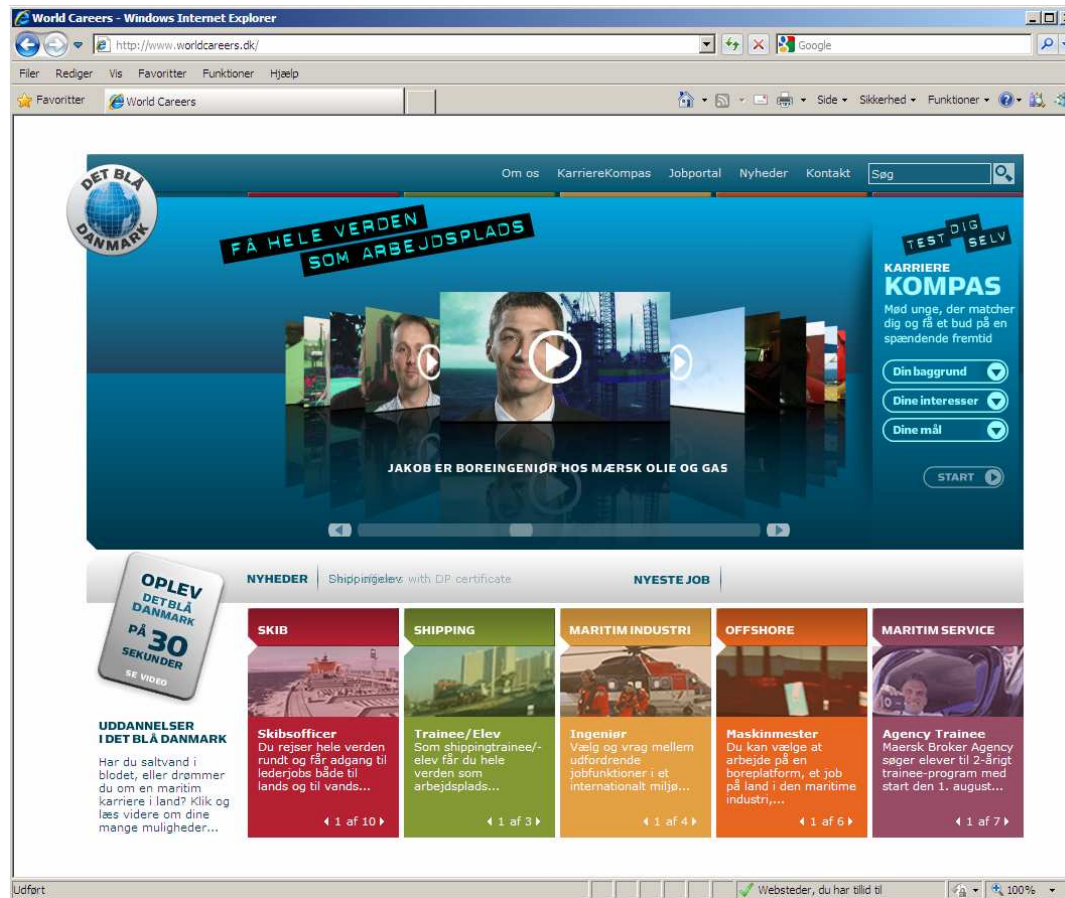 World Careers - Windows Internet Explorer
http://www.worldcareers.dk/
Google
Filer Rediger Vis Favoritter Funktioner Hjælp
Favoritter
World Careers
Side Sikkerhed Funktioner
DET BLÅ
DANMARK
Om os KarriereKompas Jobportal Nyheder Kontakt
Søg
FÅ HELE VERDEN
SOM ARBEJDSPLADS
TEST DIG SELV
KARRIERE
KOMPAS
Mød unge, der matcher
dig og få et bud på en
spændende fremtid
Din baggrund
Dine interesser
Dine mål
START
JAKOB ER BOREINGENIØR HOS MÆRSK OLIE OG GAS
OPLEV
DET BLÅ
DANMARK
PÅ 30
SEKUNDER
SE VIDEO
NYHEDER
with DP certificate
NYESTE JOB
UDDANNELSER
I DET BLÅ DANMARK
Har du saltvand i
blodet, eller drømmer
du om en maritim
karriere i land? Klik og
læs videre om dine
mange muligheder...
SKIB
Skibsofficer
Du rejser hele verden
rundt og får adgang til
lederjobs både til
lands og til vands...
1 af 10
SHIPPING
Trainee/Elev
Som shippingtrainee/-
elev får du hele
verden som
arbejdsplads...
1 af 3
MARITIM INDUSTRI
Ingeniør
Vælg og vrag mellem
udfordrende
jobfunktioner i et
internationalt miljø...
1 af 4
OFFSHORE
Maskinmester
Du kan vælge at
arbejde på en
boreplatform, et job
på land i den maritime
industri,...
1 af 6
MARITIM SERVICE
Agency Trainee
Maersk Broker Agency
søger elever til 2-årigt
trainee-program med
start den 1. august...
1 af 7
Udført
Websteder, du har tillid til
100%